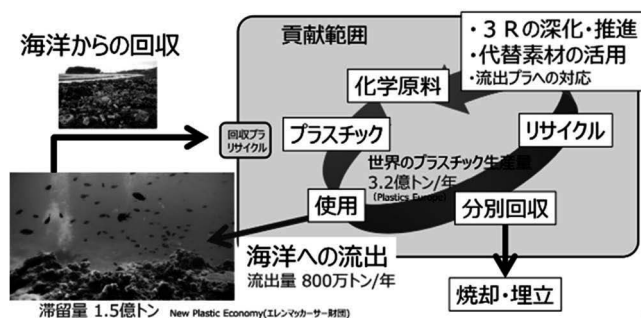 海洋からの回収
貢献範囲
・３Ｒの深化・推進
・代替素材の活用
・流出プラへの対応
化学原料
回収プラ
リサイクル
プラスチック
リサイクル
世界のプラスチック生産量
3.2億トン/年
(Plastics Europe)
使用
分別回収
海洋への流出
流出量 800万トン/年
焼却・埋立
滞留量 1.5億トン New Plastic Economy(エレンマッカーサー財団)